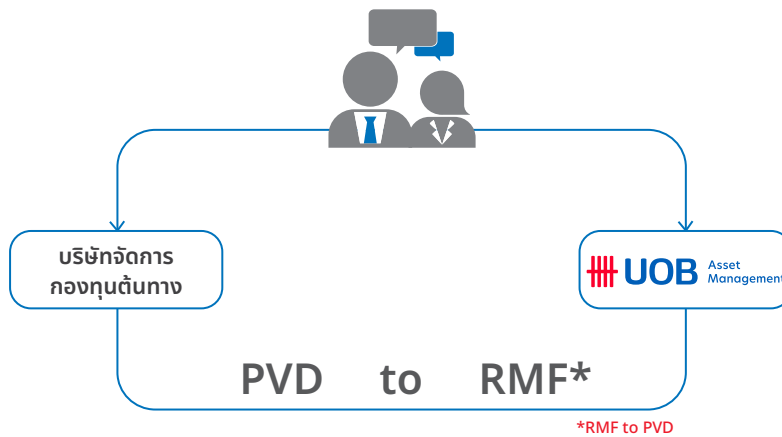 บริษัทจัดการ
กองทุนต้นทาง
UOB Asset
Management
PVD to RMF*
*RMF to PVD